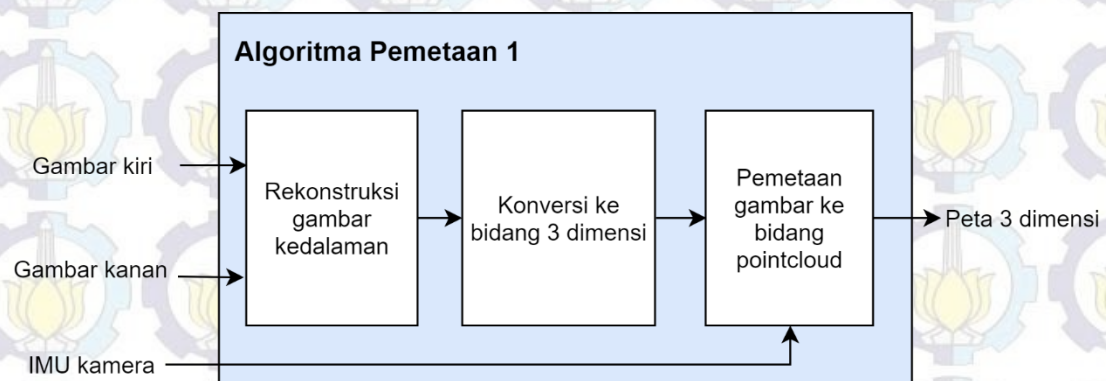 Algoritma Pemetaan 1
Gambar kiri
Gambar kanan
IMU kamera
Rekonstruksi
gambar
kedalaman
Konversi ke
bidang 3 dimensi
Pemetaan
gambar ke
bidang
pointcloud
Peta 3 dimensi